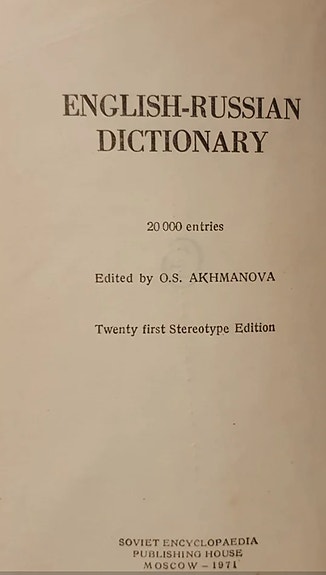 ENGLISH-RUSSIAN
DICTIONARY
20 000 entries
Edited by O.S. AKHMANOVA
Twenty first Stereotype Edition
SOVIET ENCYCLOPAEDIA
PUBLISHING HOUSE
MOSCOW – 1971